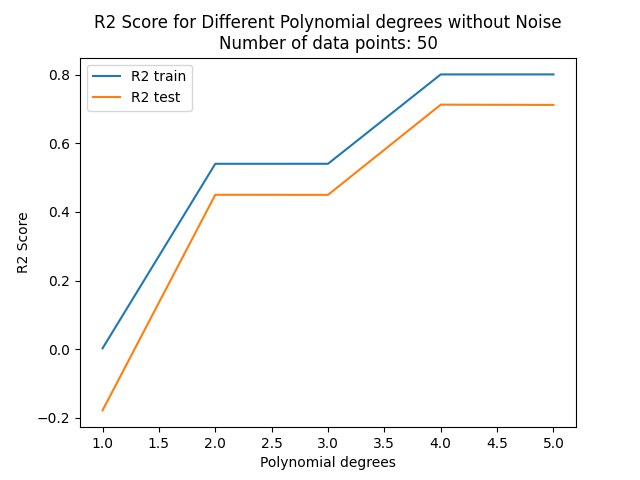 R2 Score for Different Polynomial degrees without Noise
Number of data points: 50
R2 train
R2 test
0.8
0.6
0.4
0.2
0.0
−0.2
R2 Score
1.0 1.5 2.0 2.5 3.0 3.5 4.0 4.5 5.0
Polynomial degrees